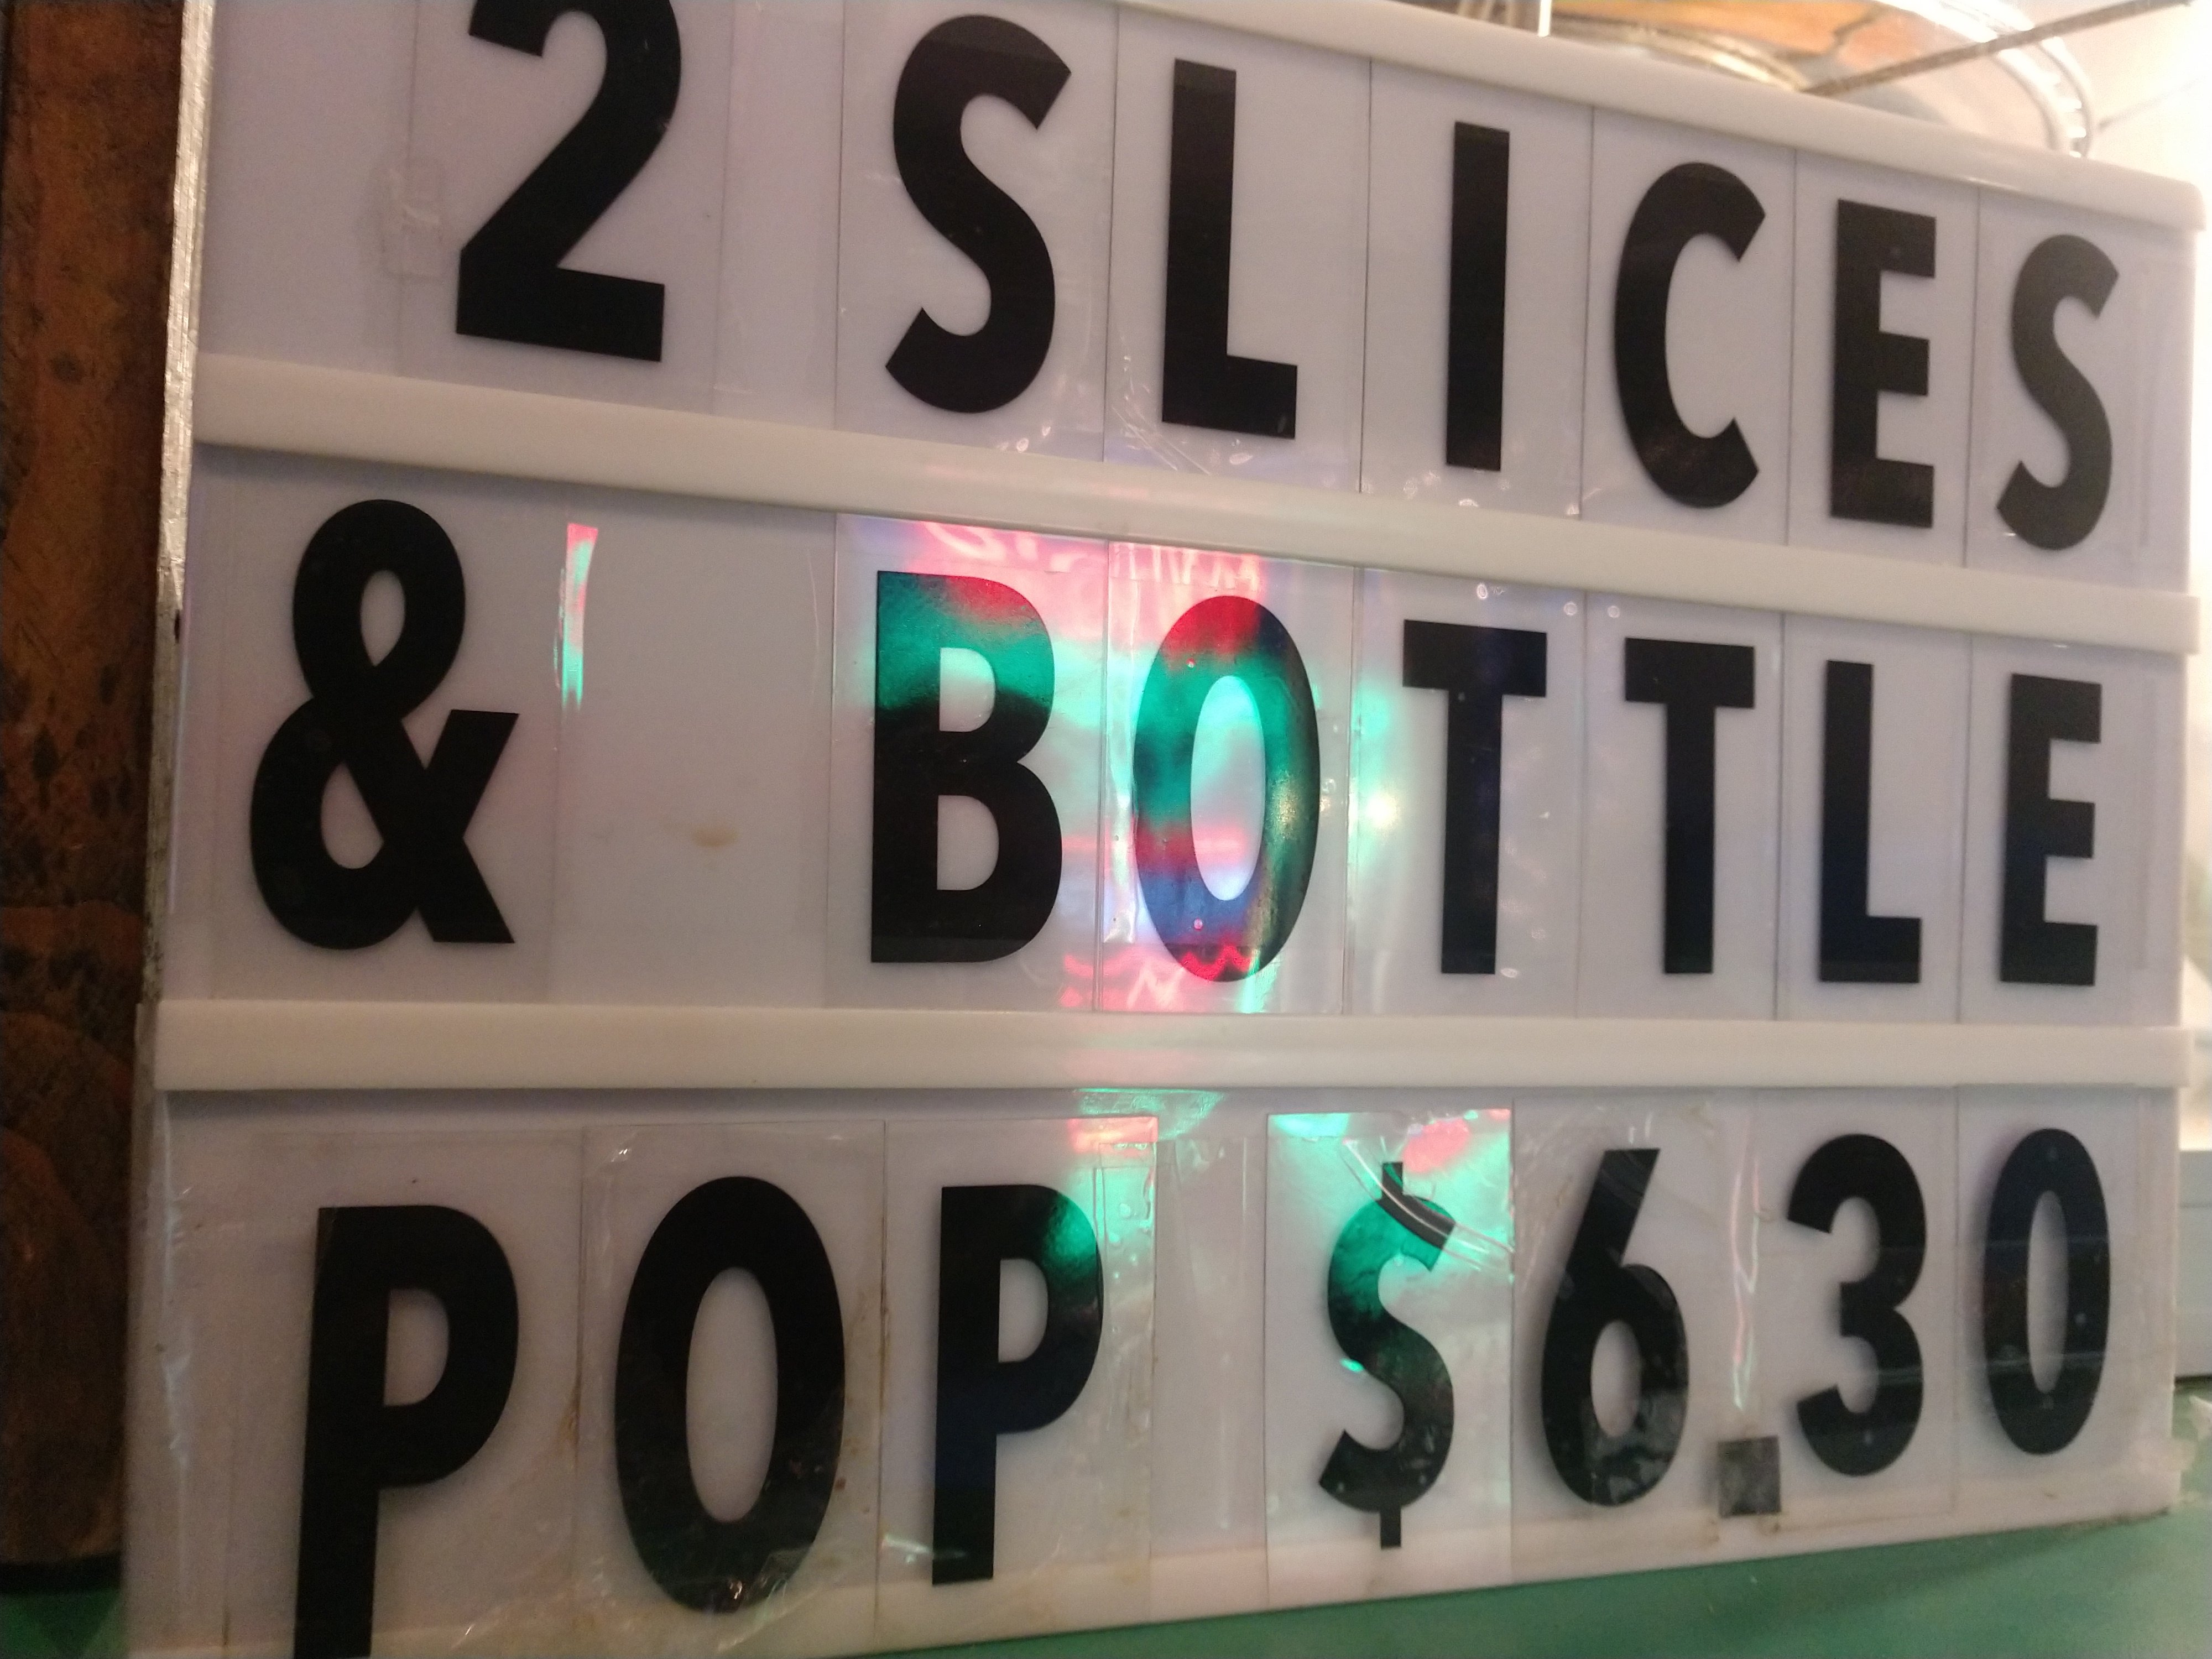 2 SLICES
& BOTTLE
POP $6.30